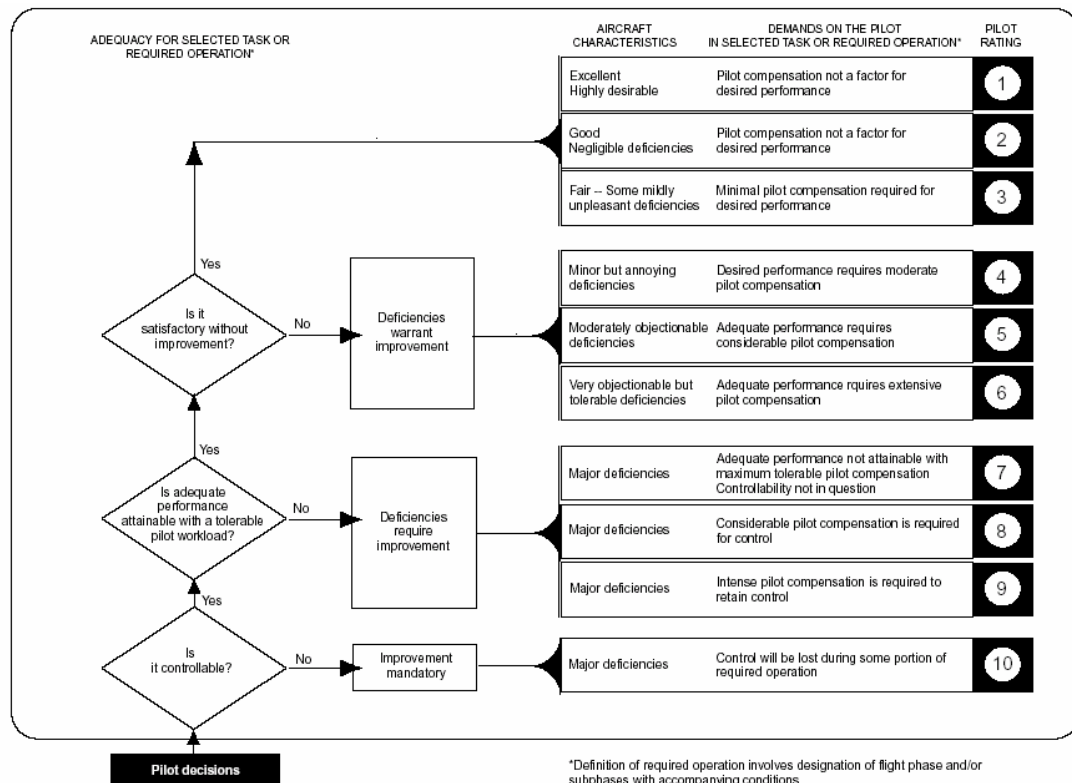 ADEQUACY FOR SELECTED TASK OR
REQUIRED OPERATION*
AIRCRAFT
CHARACTERISTICS
DEMANDS ON THE PILOT
IN SELECTED TASK OR REQUIRED OPERATION*
PILOT
RATING
Excellent
Highly desirable
Pilot compensation not a factor for
desired performance
1
Good
Negligible deficiencies
Pilot compensation not a factor for
desired performance
2
Fair -- Some mildly
unpleasant deficiencies
Minimal pilot compensation required for
desired performance
3
Yes
Is it
satisfactory without
improvement?
No
Deficiencies
warrant
improvement
Minor but annoying
deficiencies
Desired performance requires moderate
pilot compensation
4
Moderately objectionable
deficiencies
Adequate performance requires
considerable pilot compensation
5
Very objectionable but
tolerable deficiencies
Adequate performance rquires extensive
pilot compensation
6
Yes
Is adequate
performance
attainable with a tolerable
pilot workload?
No
Deficiencies
require
improvement
Major deficiencies
Adequate performance not attainable with
maximum tolerable pilot compensation
Controllability not in question
7
Major deficiencies
Considerable pilot compensation is required
for control
8
Major deficiencies
Intense pilot compensation is required to
retain control
9
Yes
Is
it controllable?
No
Improvement
mandatory
Major deficiencies
Control will be lost during some portion of
required operation
10
Pilot decisions
*Definition of required operation involves designation of flight phase and/or
subphases with accompanying conditions